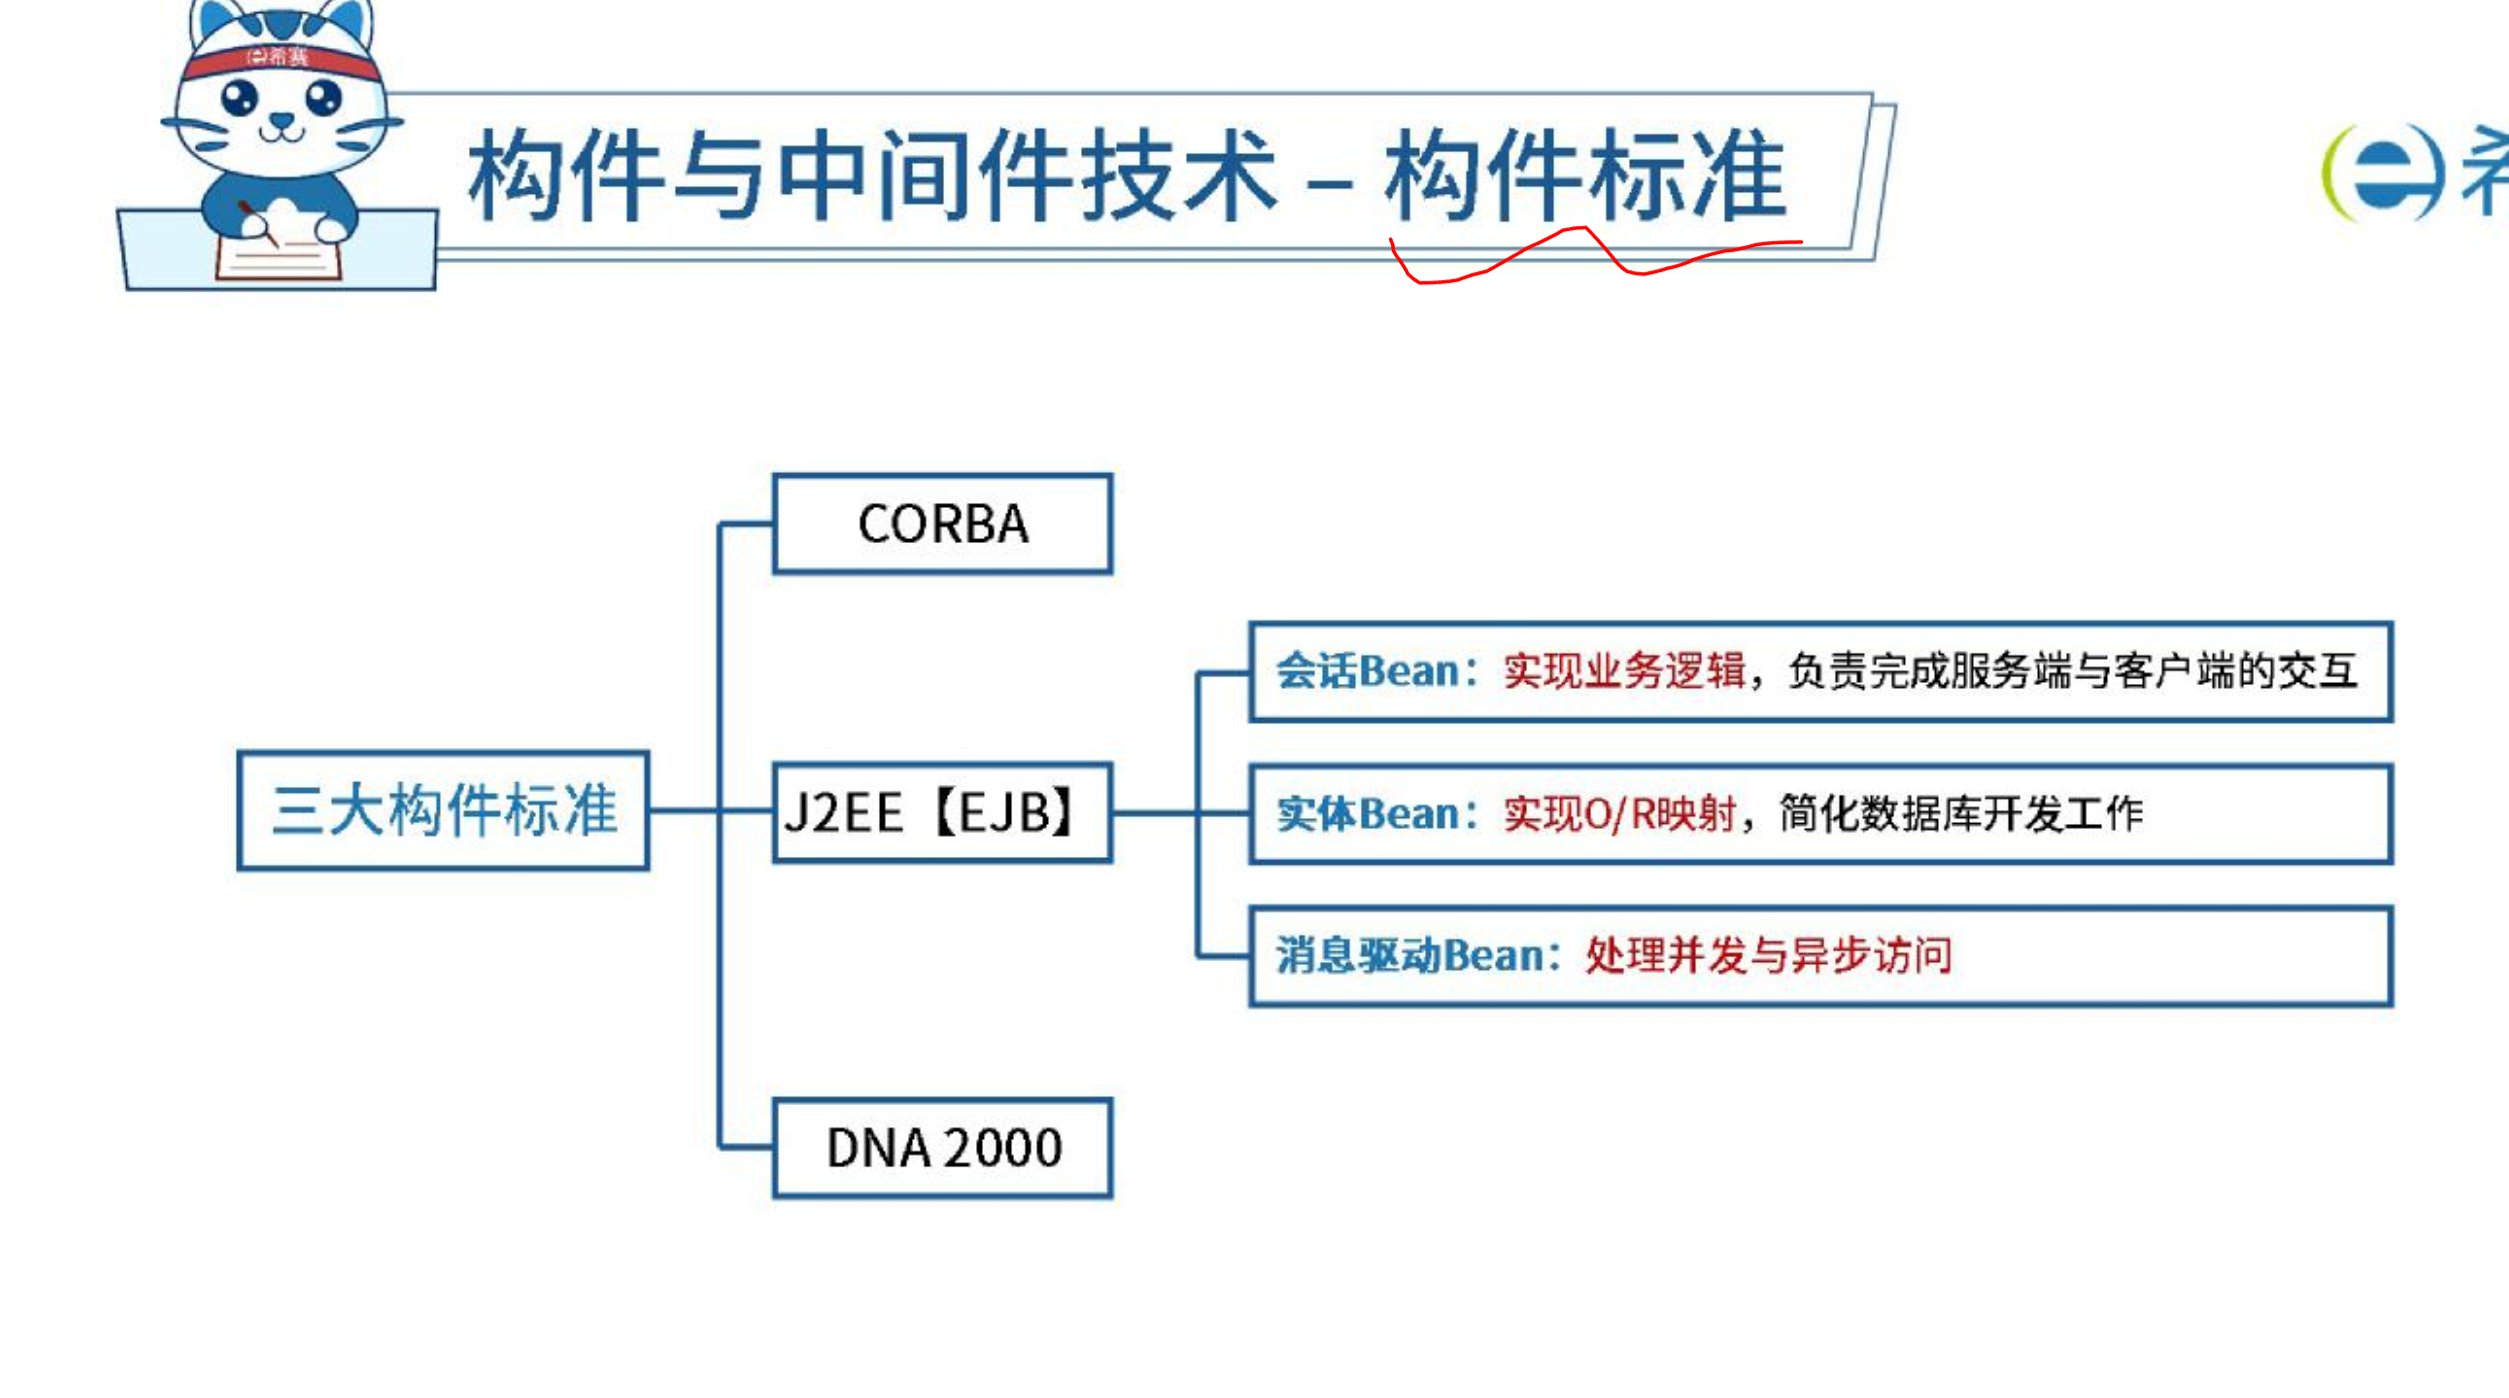 希赛
构件与中间件技术 – 构件标准
CORBA
会话Bean：实现业务逻辑，负责完成服务端与客户端的交互
三大构件标准
J2EE【EJB】
实体Bean：实现O/R映射，简化数据库开发工作
消息驱动Bean：处理并发与异步访问
DNA 2000